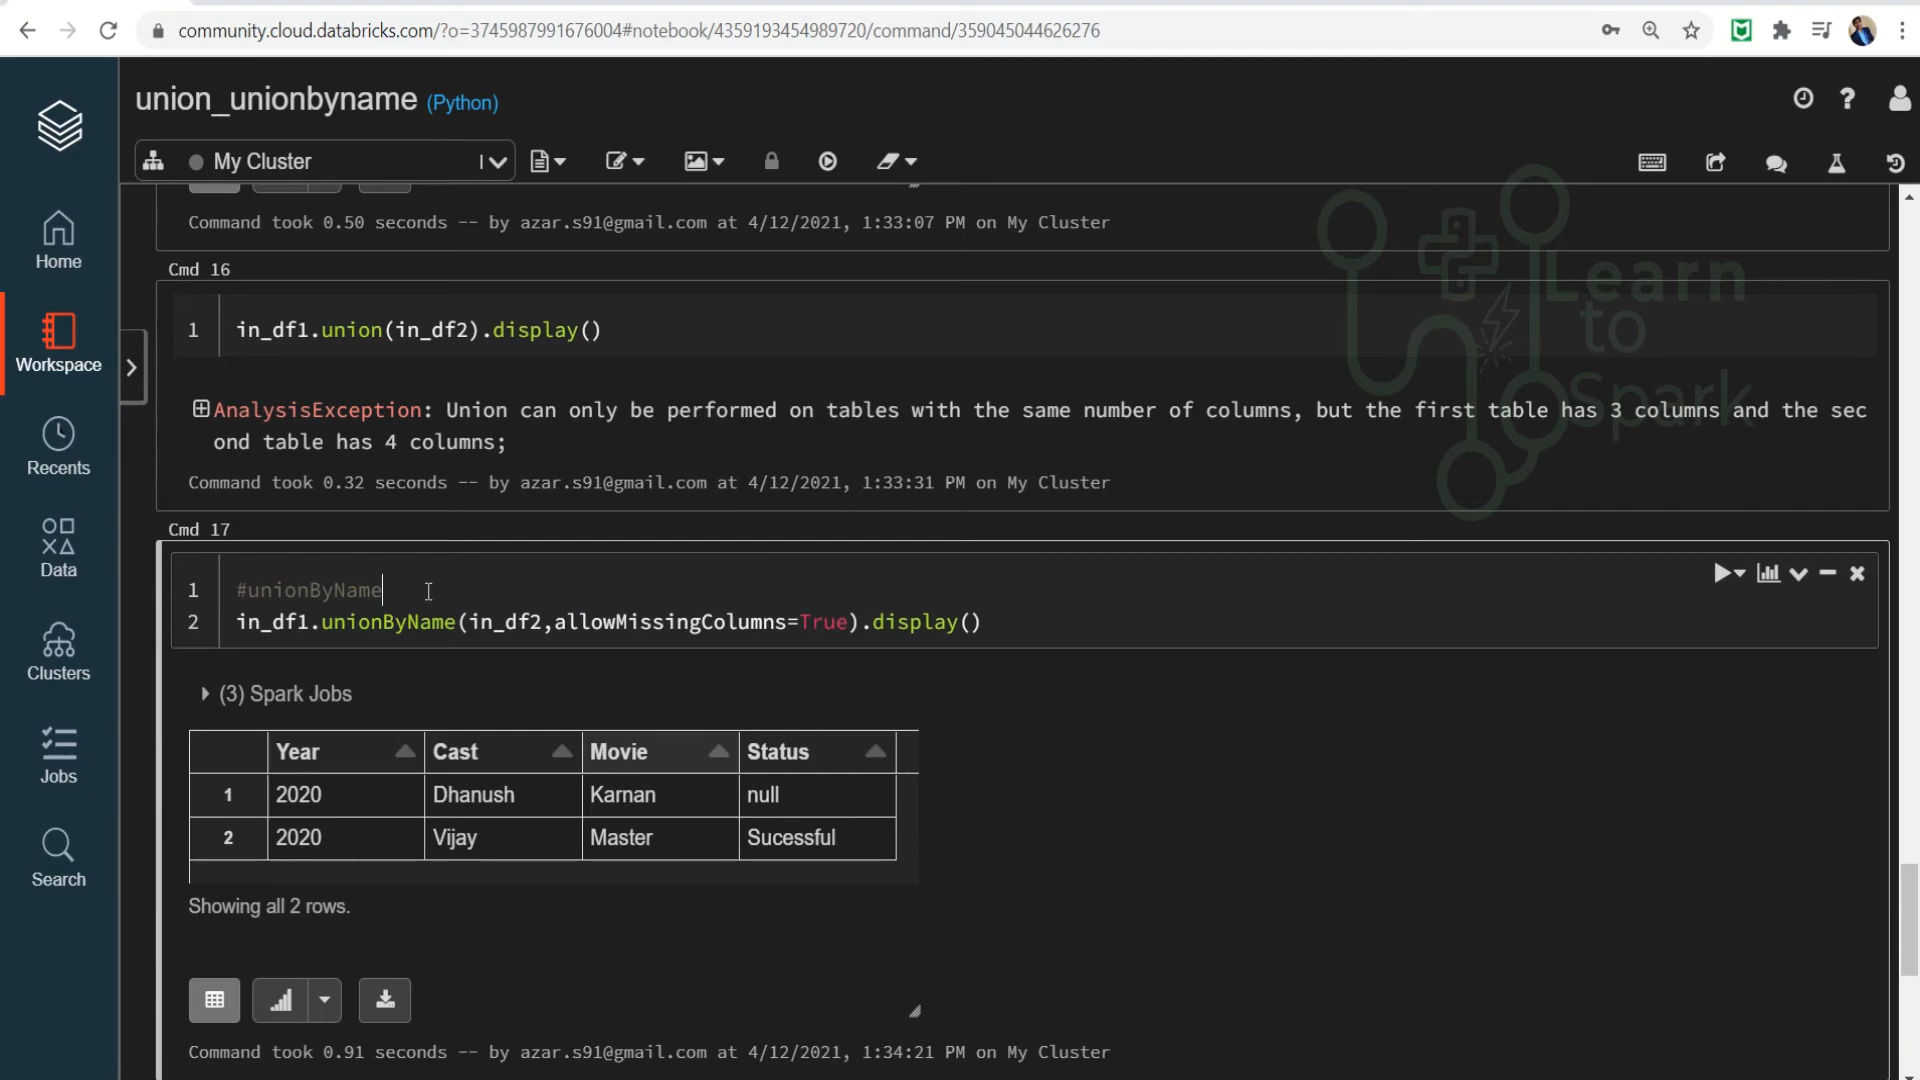 community.cloud.databricks.com/?o=3745987991676004#notebook/4359193454989720/command/359045044626276
union_unionbyname (Python)
My Cluster
Home
Workspace
Recents
Data
Clusters
Jobs
Search
Command took 0.50 seconds -- by azar.s91@gmail.com at 4/12/2021, 1:33:07 PM on My Cluster
Learn
to
Spark
Cmd 16
1 in_df1.union(in_df2).display()
AnalysisException: Union can only be performed on tables with the same number of columns, but the first table has 3 columns and the sec
ond table has 4 columns;
Command took 0.32 seconds -- by azar.s91@gmail.com at 4/12/2021, 1:33:31 PM on My Cluster
Cmd 17
1 #unionByName
2 in_df1.unionByName(in_df2,allowMissingColumns=True).display()
(3) Spark Jobs
Year Cast Movie Status
1 2020 Dhanush Karnan null
2 2020 Vijay Master Sucessful
Showing all 2 rows.
Command took 0.91 seconds -- by azar.s91@gmail.com at 4/12/2021, 1:34:21 PM on My Cluster